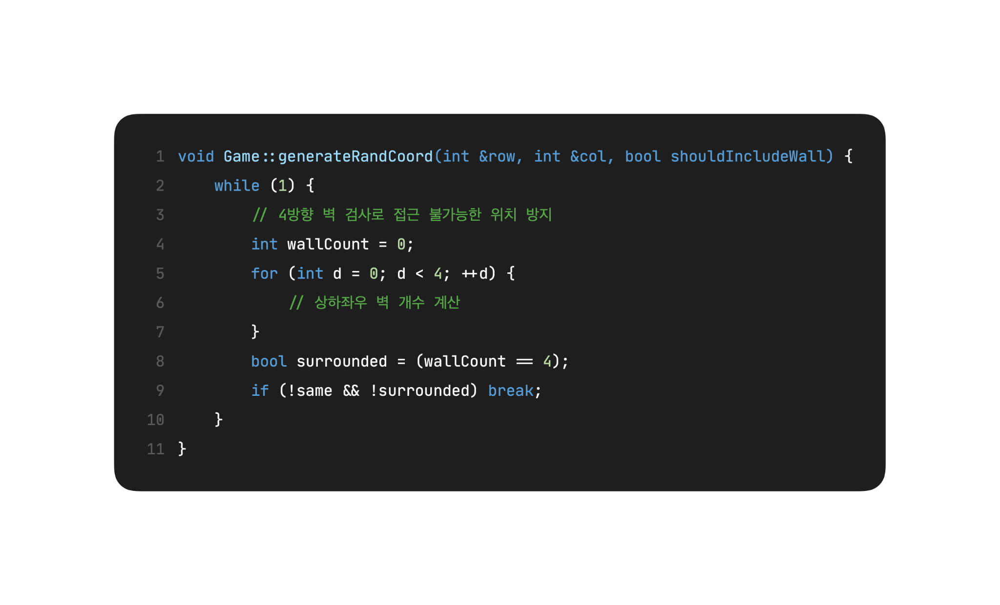 1 void Game::generateRandCoord(int &row, int &col, bool shouldIncludeWall) {
2     while (1) {
3         // 4방향 벽 검사로 접근 불가능한 위치 방지
4         int wallCount = 0;
5         for (int d = 0; d < 4; ++d) {
6             // 상하좌우 벽 개수 계산
7         }
8         bool surrounded = (wallCount == 4);
9         if (!same && !surrounded) break;
10     }
11 }